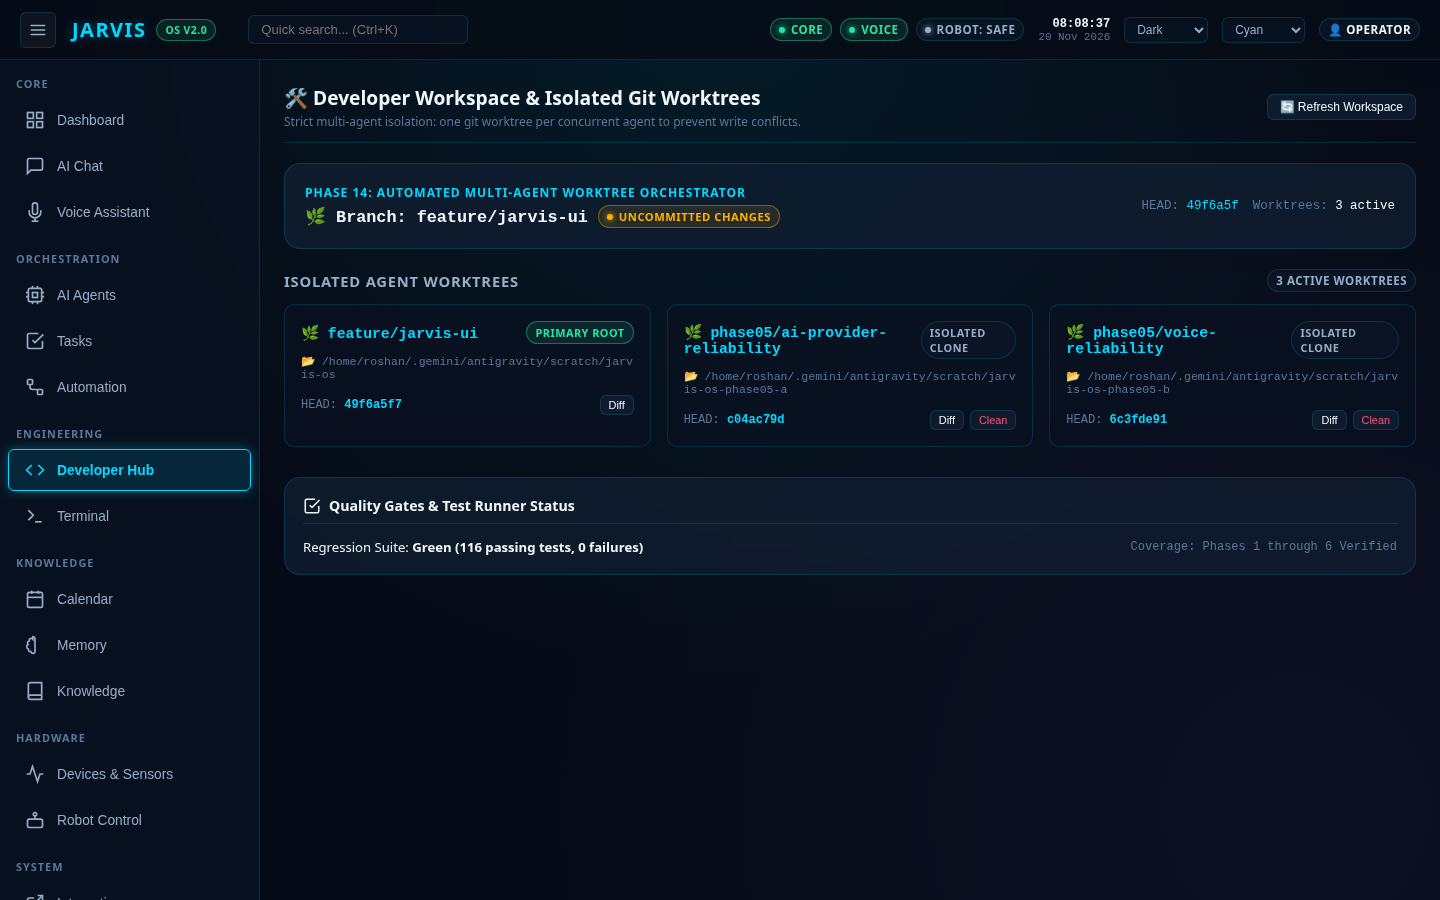 JARVIS
OS V2.0
Quick search... (Ctrl+K)
CORE
VOICE
ROBOT: SAFE
08:08:37
20 Nov 2026
Dark
Cyan
👤 OPERATOR
CORE
Dashboard
AI Chat
Voice Assistant
ORCHESTRATION
AI Agents
Tasks
Automation
ENGINEERING
Developer Hub
Terminal
KNOWLEDGE
Calendar
Memory
Knowledge
HARDWARE
Devices & Sensors
Robot Control
SYSTEM
🛠️ Developer Workspace & Isolated Git Worktrees
Strict multi-agent isolation: one git worktree per concurrent agent to prevent write conflicts.
🔄 Refresh Workspace
PHASE 14: AUTOMATED MULTI-AGENT WORKTREE ORCHESTRATOR
🌿 Branch: feature/jarvis-ui
UNCOMMITTED CHANGES
HEAD: 49f6a5f Worktrees: 3 active
ISOLATED AGENT WORKTREES
3 ACTIVE WORKTREES
🌿 feature/jarvis-ui
PRIMARY ROOT
📂 /home/roshan/.gemini/antigravity/scratch/jarv
is-os
HEAD: 49f6a5f7
Diff
🌿 phase05/ai-provider-
reliability
ISOLATED
CLONE
📂 /home/roshan/.gemini/antigravity/scratch/jarv
is-os-phase05-a
HEAD: c04ac79d
Diff
Clean
🌿 phase05/voice-
reliability
ISOLATED
CLONE
📂 /home/roshan/.gemini/antigravity/scratch/jarv
is-os-phase05-b
HEAD: 6c3fde91
Diff
Clean
Quality Gates & Test Runner Status
Regression Suite: Green (116 passing tests, 0 failures)
Coverage: Phases 1 through 6 Verified